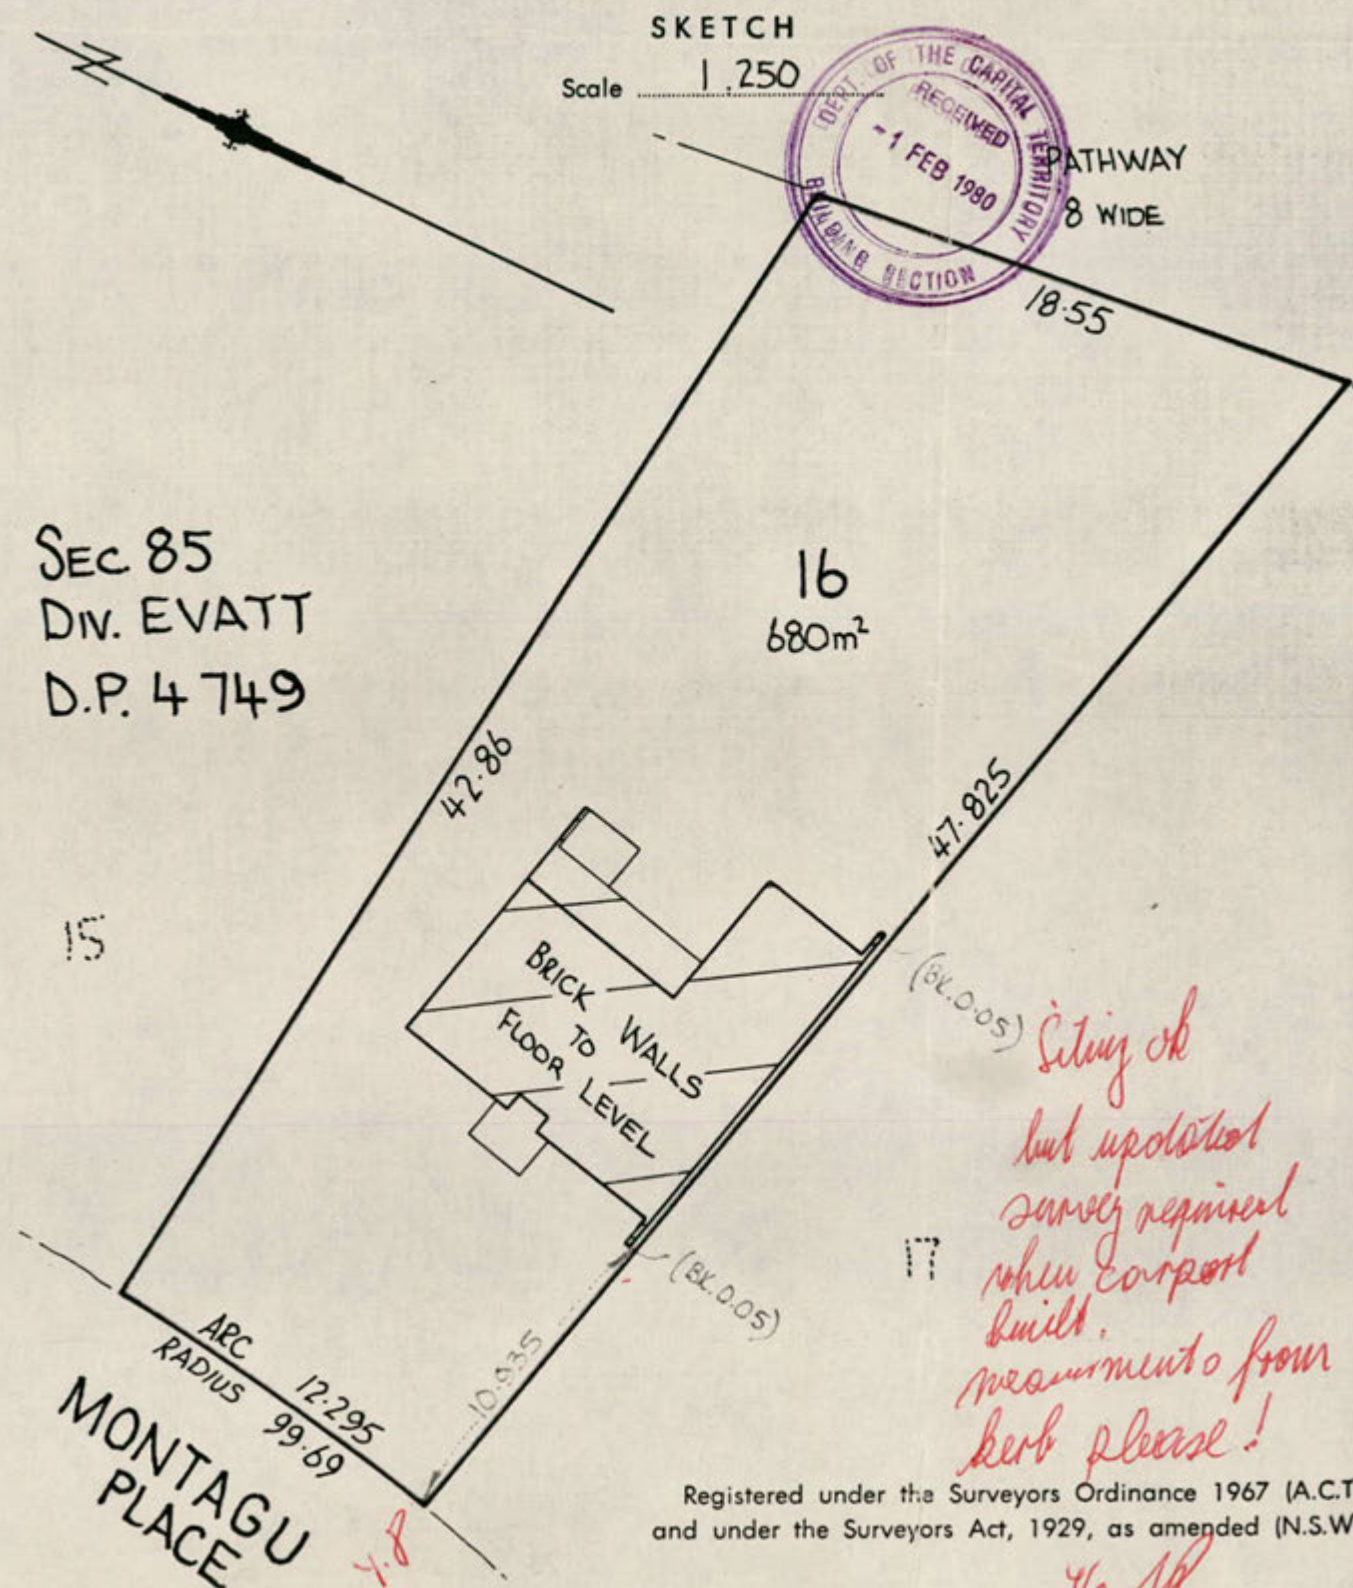 SKETCH
Scale 1.250
DEPT. OF THE CAPITAL TERRITORY
RECEIVED
-1 FEB 1980
BUILDING SECTION
N
PATHWAY
8 WIDE
18.55
SEC 85
DIV. EVATT
D.P. 4749
16
680m²
42.86
47.825
15
BRICK WALLS
TO
FLOOR LEVEL
(BK.0.05)
Siting ok
but updated
survey required
when carport
built.
measurments from
kerb please!
17
(BK.0.05)
10.935
ARC 12.295
RADIUS 99.69
MONTAGU
PLACE
Registered under the Surveyors Ordinance 1967 (A.C.T
and under the Surveyors Act, 1929, as amended (N.S.W